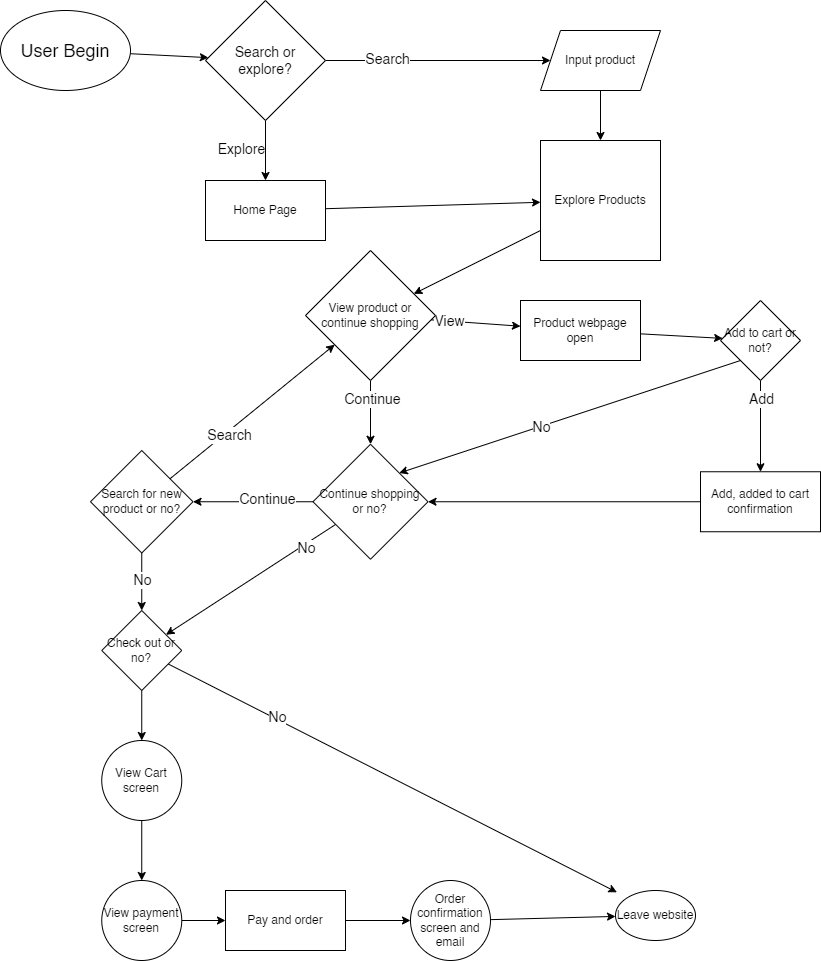 User Begin
Search or
explore?
Search
Input product
Explore
Home Page
Explore Products
View product or
continue shopping
View
Product webpage
open
Add to cart or
not?
Continue
Add
No
Search
Search for new
product or no?
Continue
Continue shopping
or no?
Add, added to cart
confirmation
No
No
Check out or
no?
No
View Cart
screen
View payment
screen
Pay and order
Order
confirmation
screen and
email
Leave website